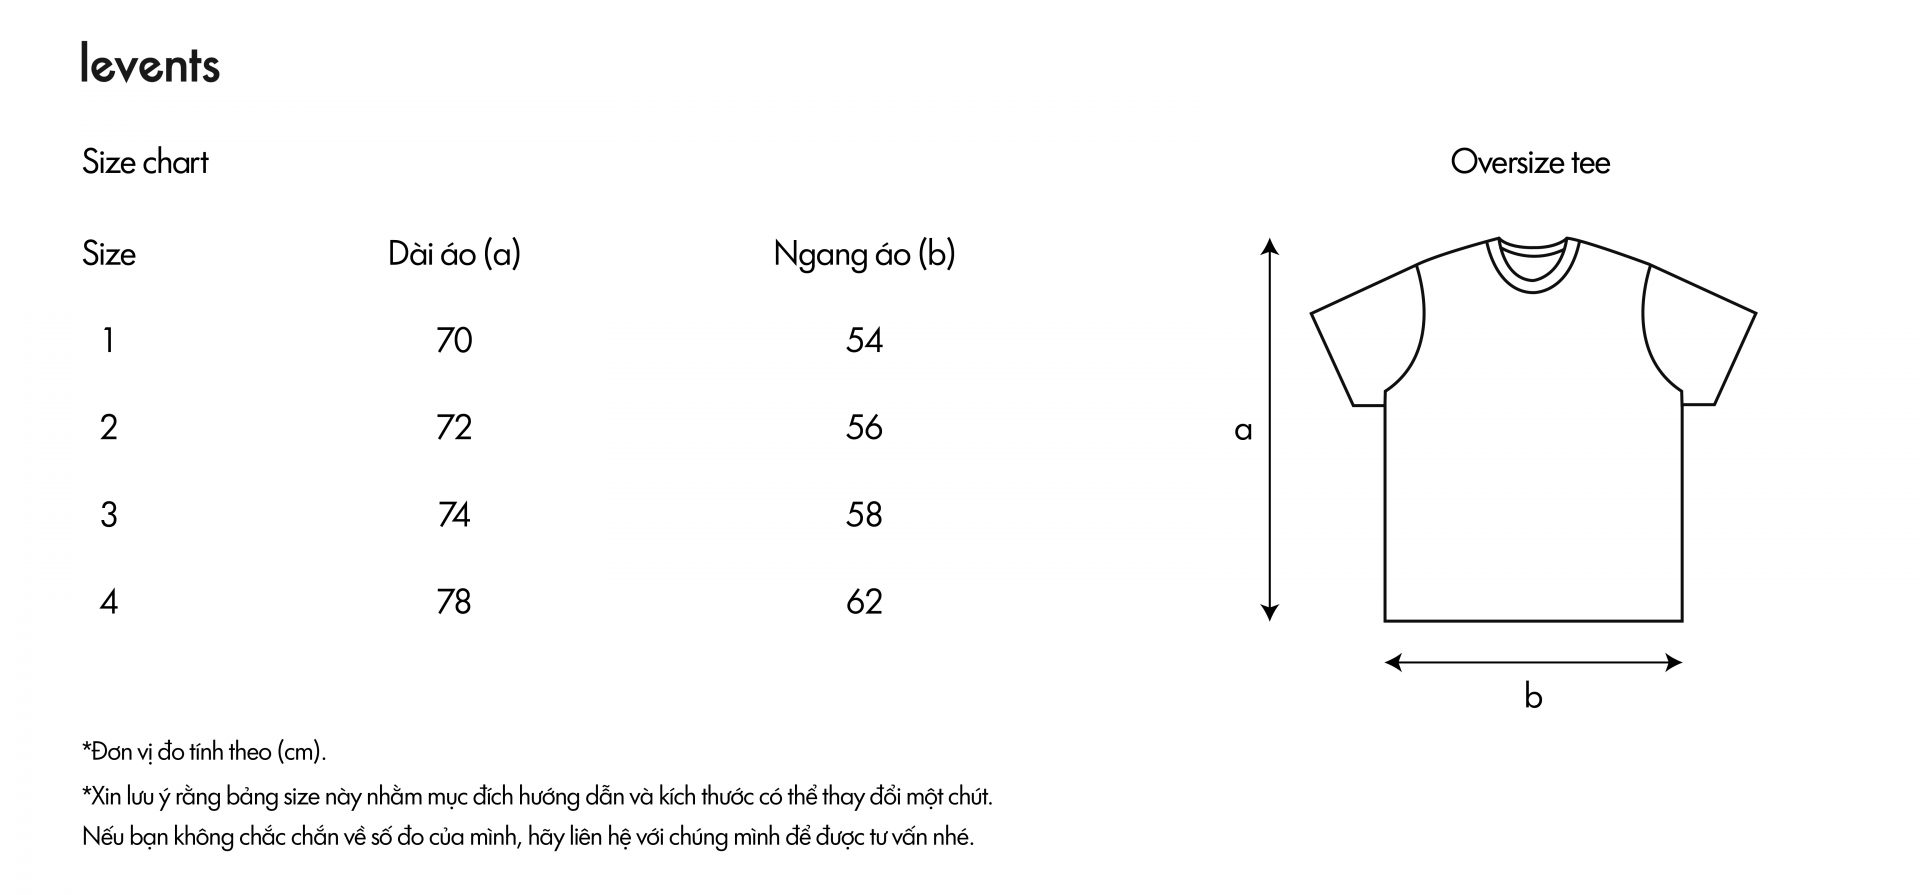 levents
Size chart
Oversize tee
Size Dài áo (a) Ngang áo (b)
1 70 54
2 72 56
3 74 58
4 78 62
a
b
*Đơn vị đo tính theo (cm).
*Xin lưu ý rằng bảng size này nhằm mục đích hướng dẫn và kích thước có thể thay đổi một chút.
Nếu bạn không chắc chắn về số đo của mình, hãy liên hệ với chúng mình để được tư vấn nhé.